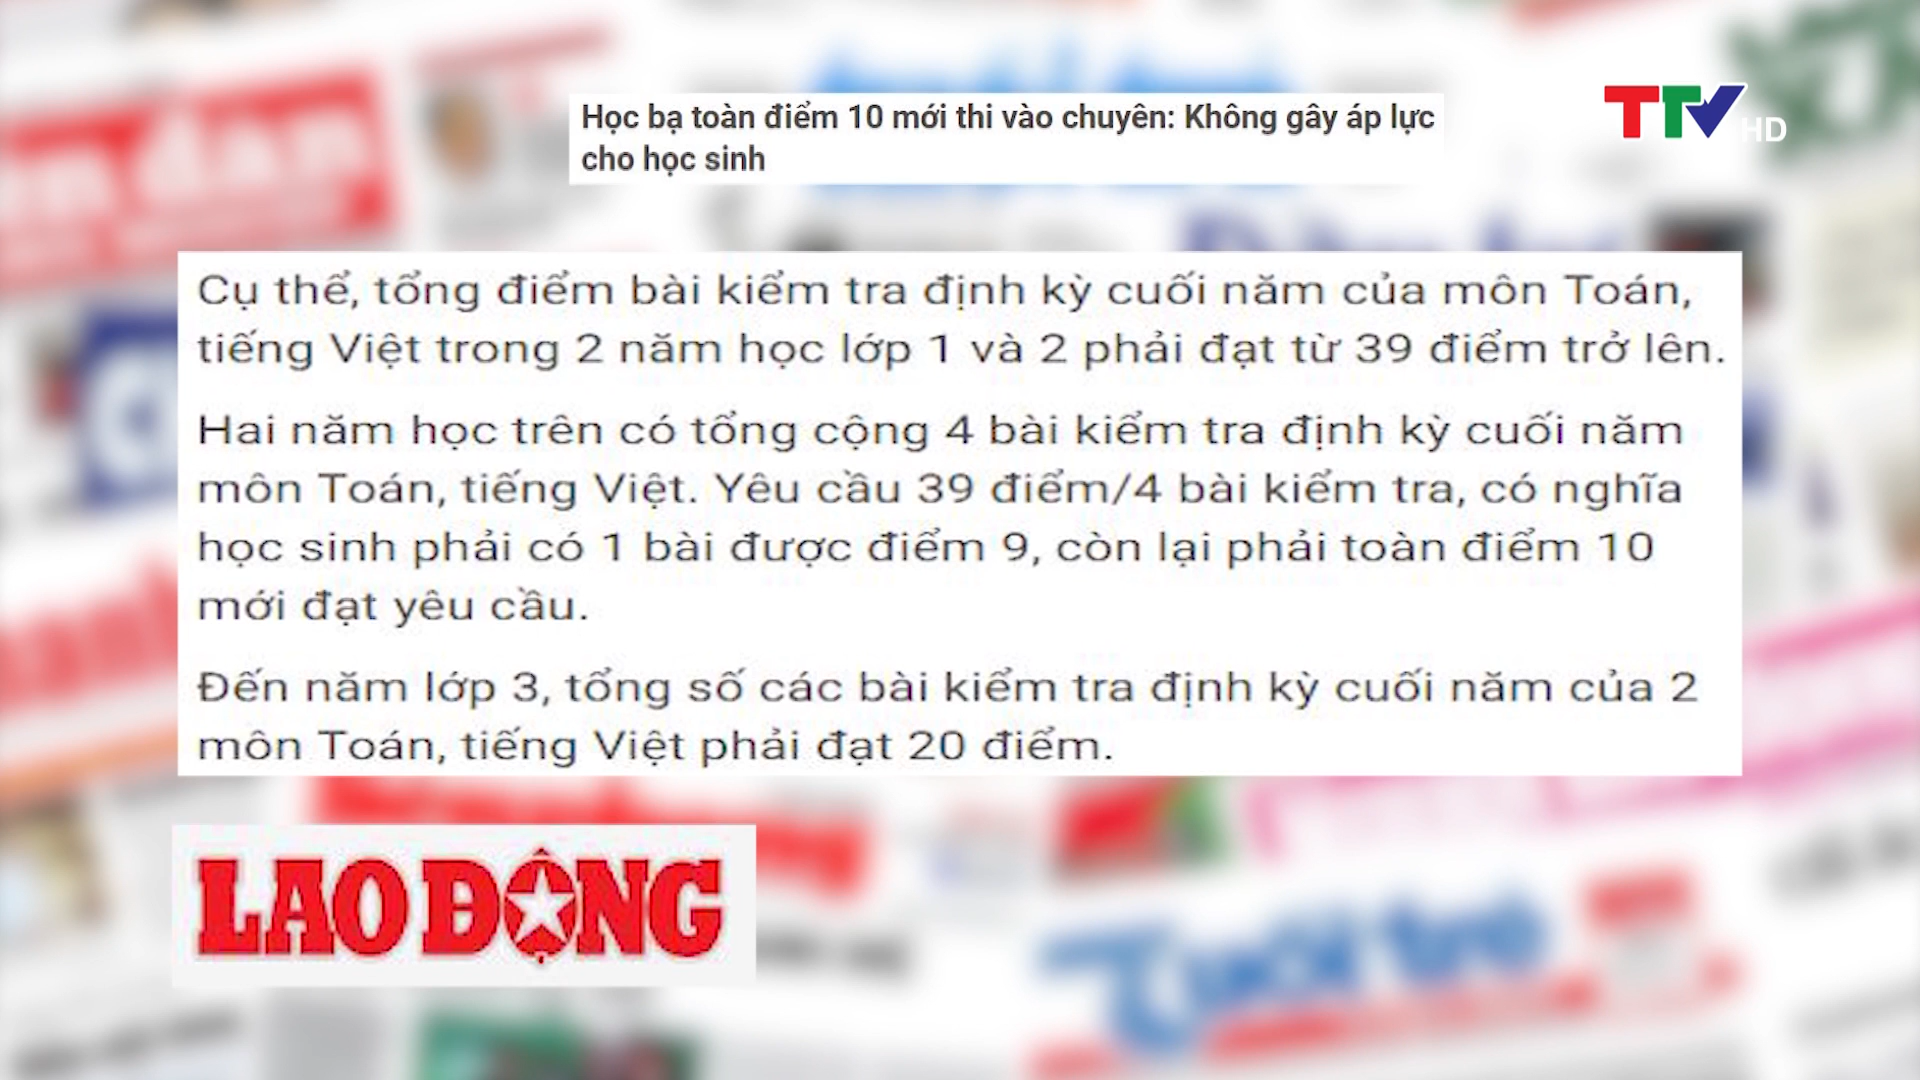 Học bạ toàn điểm 10 mới thi vào chuyên: Không gây áp lực
cho học sinh
TTV HD
Cụ thể, tổng điểm bài kiểm tra định kỳ cuối năm của môn Toán,
tiếng Việt trong 2 năm học lớp 1 và 2 phải đạt từ 39 điểm trở lên.
Hai năm học trên có tổng cộng 4 bài kiểm tra định kỳ cuối năm
môn Toán, tiếng Việt. Yêu cầu 39 điểm/4 bài kiểm tra, có nghĩa
học sinh phải có 1 bài được điểm 9, còn lại phải toàn điểm 10
mới đạt yêu cầu.
Đến năm lớp 3, tổng số các bài kiểm tra định kỳ cuối năm của 2
môn Toán, tiếng Việt phải đạt 20 điểm.
LAO ĐỘNG
Tuổi trẻ